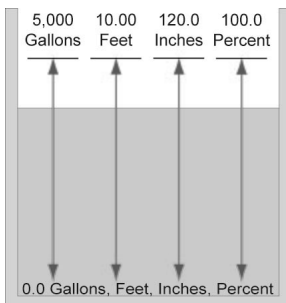 5,000 10.00 120.0 100.0
Gallons Feet Inches Percent
0.0 Gallons, Feet, Inches, Percent